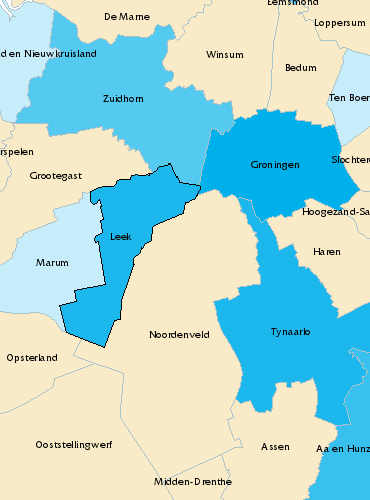 Eemsmond
De Marne
Loppersum
d en Nieuwkruisland
Winsum
Bedum
Zuidhorn
Ten Boer
rspelen
Slochter
Groningen
Grootegast
Hoogezand-Sa
Leek
Haren
Marum
Tynaarlo
Noordenveld
Opsterland
Ooststellingwerf
Assen
Aa en Hunz
Midden-Drenthe